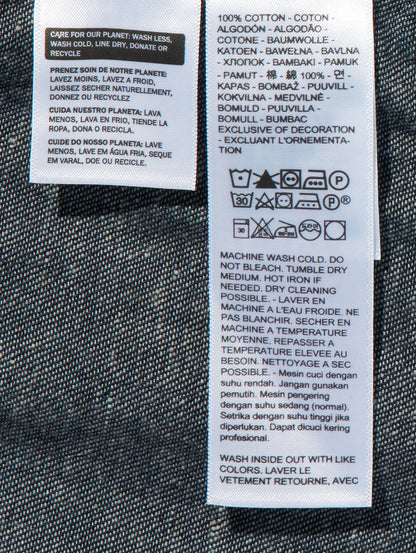 CARE FOR OUR PLANET: WASH LESS,
WASH COLD, LINE DRY, DONATE OR
RECYCLE
PRENEZ SOIN DE NOTRE PLANETE:
LAVEZ MOINS, LAVEZ A FROID,
LAISSEZ SECHER NATURELLEMENT,
DONNEZ OU RECYCLEZ
CUIDA NUESTRO PLANETA: LAVA
MENOS, LAVA EN FRIO, TIENDE LA
ROPA, DONA O RECICLA.
CUIDE DO NOSSO PLANETA: LAVE
MENOS, LAVE EM ÁGUA FRIA, SEQUE
EM VARAL, DOE OU RECICLE.
100% COTTON - COTON -
ALGODÓN - ALGODÃO -
COTONE - BAUMWOLLE -
KATOEN - BAWEŁNA - BAVLNA
- ХЛОПОК - BAMBAKI - PAMUK
- PAMUT - 棉 - 綿 100% - 면 -
KAPAS - BOMBAŽ - PUUVILL -
KOKVILNA - MEDVILNĖ -
BOMULD - PUUVILLA -
BOMULL - BUMBAC
EXCLUSIVE OF DECORATION
- EXCLUANT L'ORNEMENTA-
TION
P
30 P ®
30 드라이
MACHINE WASH COLD. DO
NOT BLEACH. TUMBLE DRY
MEDIUM. HOT IRON IF
NEEDED. DRY CLEANING
POSSIBLE. - LAVER EN
MACHINE A L'EAU FROIDE. NE
PAS BLANCHIR. SECHER EN
MACHINE A TEMPERATURE
MOYENNE. REPASSER A
TEMPERATURE ELEVEE AU
BESOIN. NETTOYAGE A SEC
POSSIBLE. - Mesin cuci dengan
suhu rendah. Jangan gunakan
pemutih. Mesin pengering
dengan suhu sedang (normal).
Setrika dengan suhu tinggi jika
diperlukan. Dapat dicuci kering
profesional.
WASH INSIDE OUT WITH LIKE
COLORS. LAVER LE
VETEMENT RETOURNE, AVEC